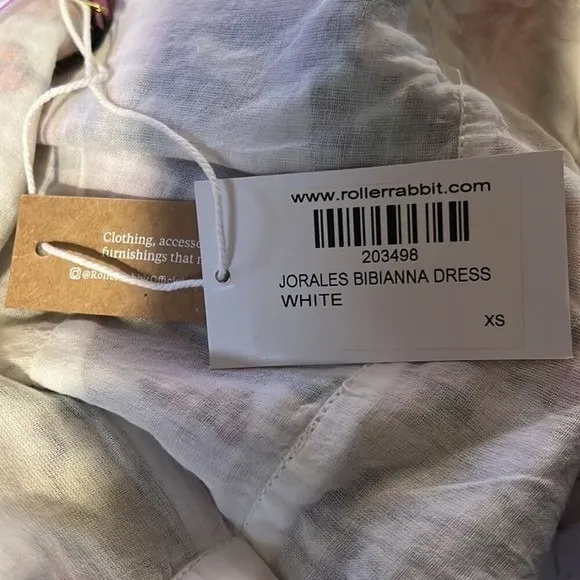 Clothing, accesso
furnishings that
www.rollerrabbit.com
203498
JORALES BIBIANNA DRESS
WHITE
XS